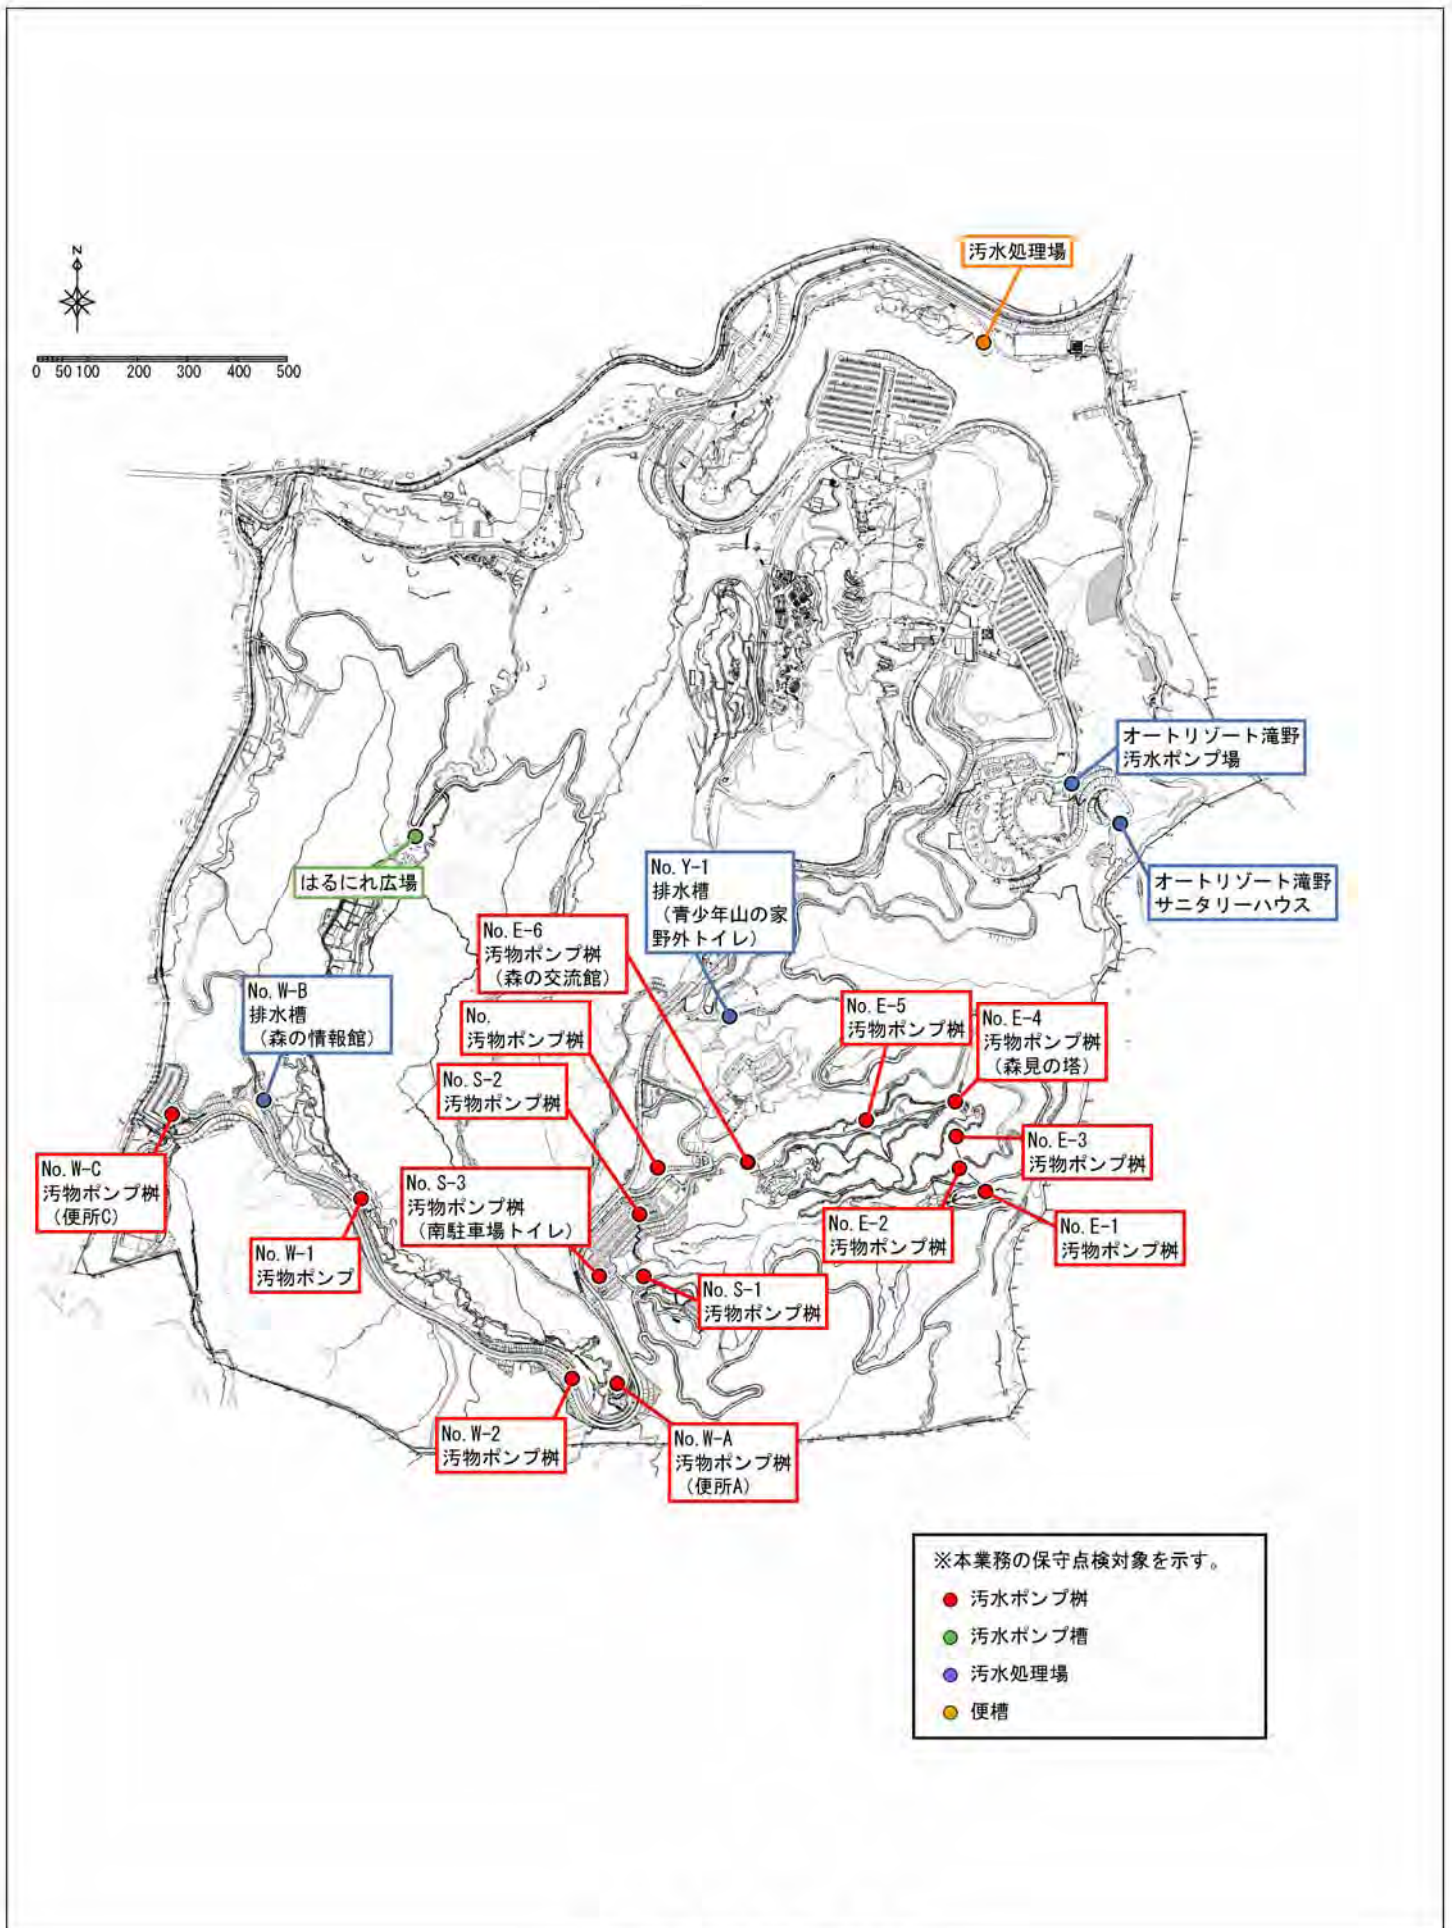 汚水処理場
N
0 50 100 200 300 400 500
オートリゾート滝野
汚水ポンプ場
はるにれ広場
No. Y-1
排水槽
（青少年山の家
野外トイレ）
オートリゾート滝野
サニタリーハウス
No. E-6
汚物ポンプ桝
（森の交流館）
No. W-B
排水槽
（森の情報館）
No.
汚物ポンプ桝
No. E-5
汚物ポンプ桝
No. E-4
汚物ポンプ桝
（森見の塔）
No. S-2
汚物ポンプ桝
No. E-3
汚物ポンプ桝
No. W-C
汚物ポンプ桝
（便所C）
No. S-3
汚物ポンプ桝
（南駐車場トイレ）
No. E-2
汚物ポンプ桝
No. E-1
汚物ポンプ桝
No. W-1
汚物ポンプ
No. S-1
汚物ポンプ桝
No. W-2
汚物ポンプ桝
No. W-A
汚物ポンプ桝
（便所A）
※本業務の保守点検対象を示す。
汚水ポンプ桝
汚水ポンプ槽
汚水処理場
便槽